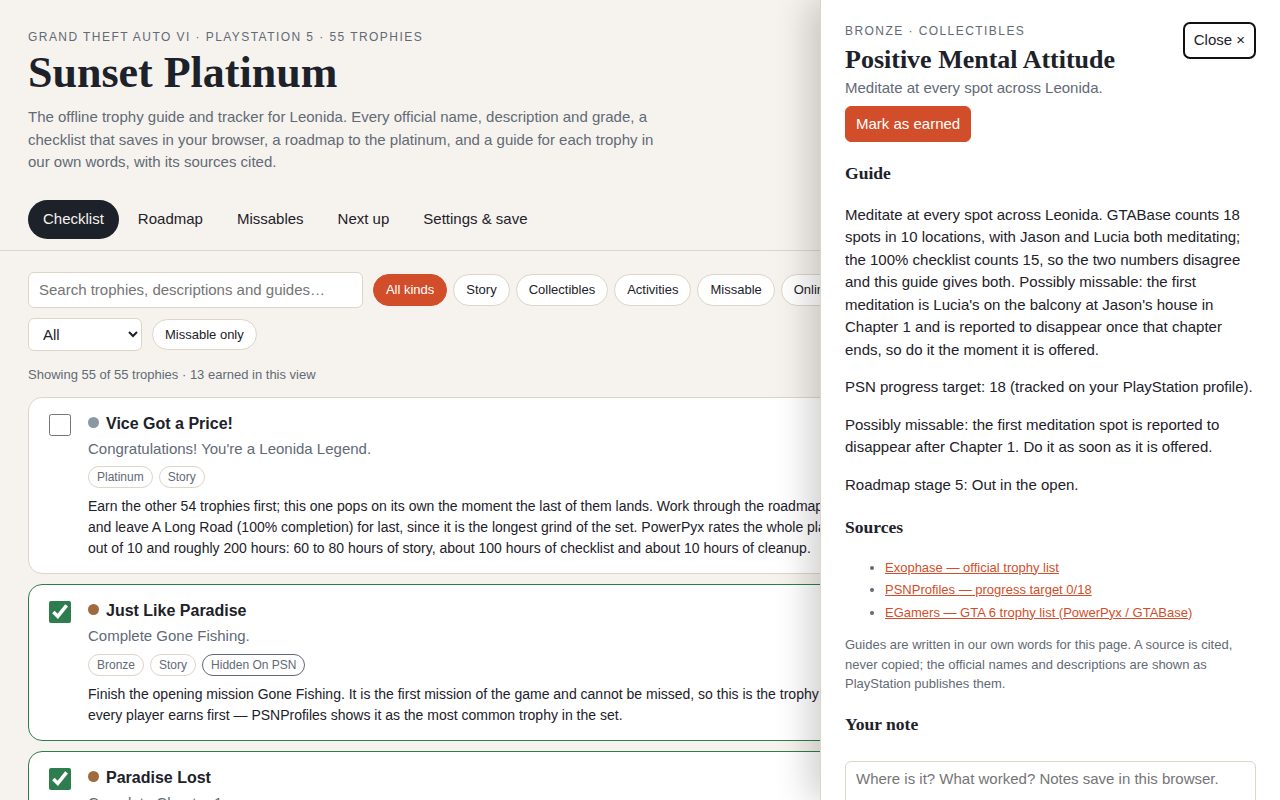 GRAND THEFT AUTO VI · PLAYSTATION 5 · 55 TROPHIES
Sunset Platinum
The offline trophy guide and tracker for Leonida. Every official name, description and grade, a
checklist that saves in your browser, a roadmap to the platinum, and a guide for each trophy in
our own words, with its sources cited.
Checklist Roadmap Missables Next up Settings & save
Search trophies, descriptions and guides…
All kinds Story Collectibles Activities Missable
All Missable only
Showing 55 of 55 trophies · 13 earned in this view
Vice Got a Price!
Congratulations! You're a Leonida Legend.
Platinum Story
Earn the other 54 trophies first; this one pops on its own the moment the last of them lands. Work through the roadmap
and leave A Long Road (100% completion) for last, since it is the longest grind of the set. PowerPyx rates the whole
out of 10 and roughly 200 hours: 60 to 80 hours of story, about 100 hours of checklist and about 10 hours of cleanup.
Just Like Paradise
Complete Gone Fishing.
Bronze Story Hidden On PSN
Finish the opening mission Gone Fishing. It is the first mission of the game and cannot be missed, so this is the trophy
every player earns first — PSNProfiles shows it as the most common trophy in the set.
Paradise Lost
BRONZE · COLLECTIBLES
Close ×
Positive Mental Attitude
Meditate at every spot across Leonida.
Mark as earned
Guide
Meditate at every spot across Leonida. GTABase counts 18
spots in 10 locations, with Jason and Lucia both meditating;
the 100% checklist counts 15, so the two numbers disagree
and this guide gives both. Possibly missable: the first
meditation is Lucia's on the balcony at Jason's house in
Chapter 1 and is reported to disappear once that chapter
ends, so do it the moment it is offered.
PSN progress target: 18 (tracked on your PlayStation profile).
Possibly missable: the first meditation spot is reported to
disappear after Chapter 1. Do it as soon as it is offered.
Roadmap stage 5: Out in the open.
Sources
Exophase — official trophy list
PSNProfiles — progress target 0/18
EGamers — GTA 6 trophy list (PowerPyx / GTABase)
Guides are written in our own words for this page. A source is cited,
never copied; the official names and descriptions are shown as
PlayStation publishes them.
Your note
Where is it? What worked? Notes save in this browser.